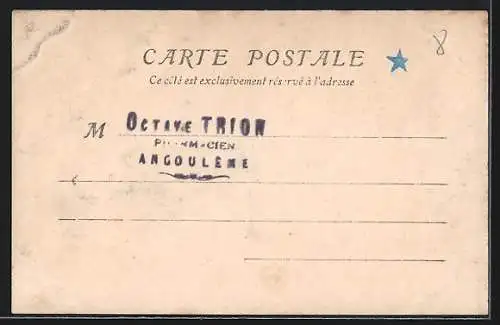 CARTE POSTALE
8
Ce côté est exclusivement réservé à l'adresse
M OCTAVE TRION
PHARMACIEN
ANGOULÊME